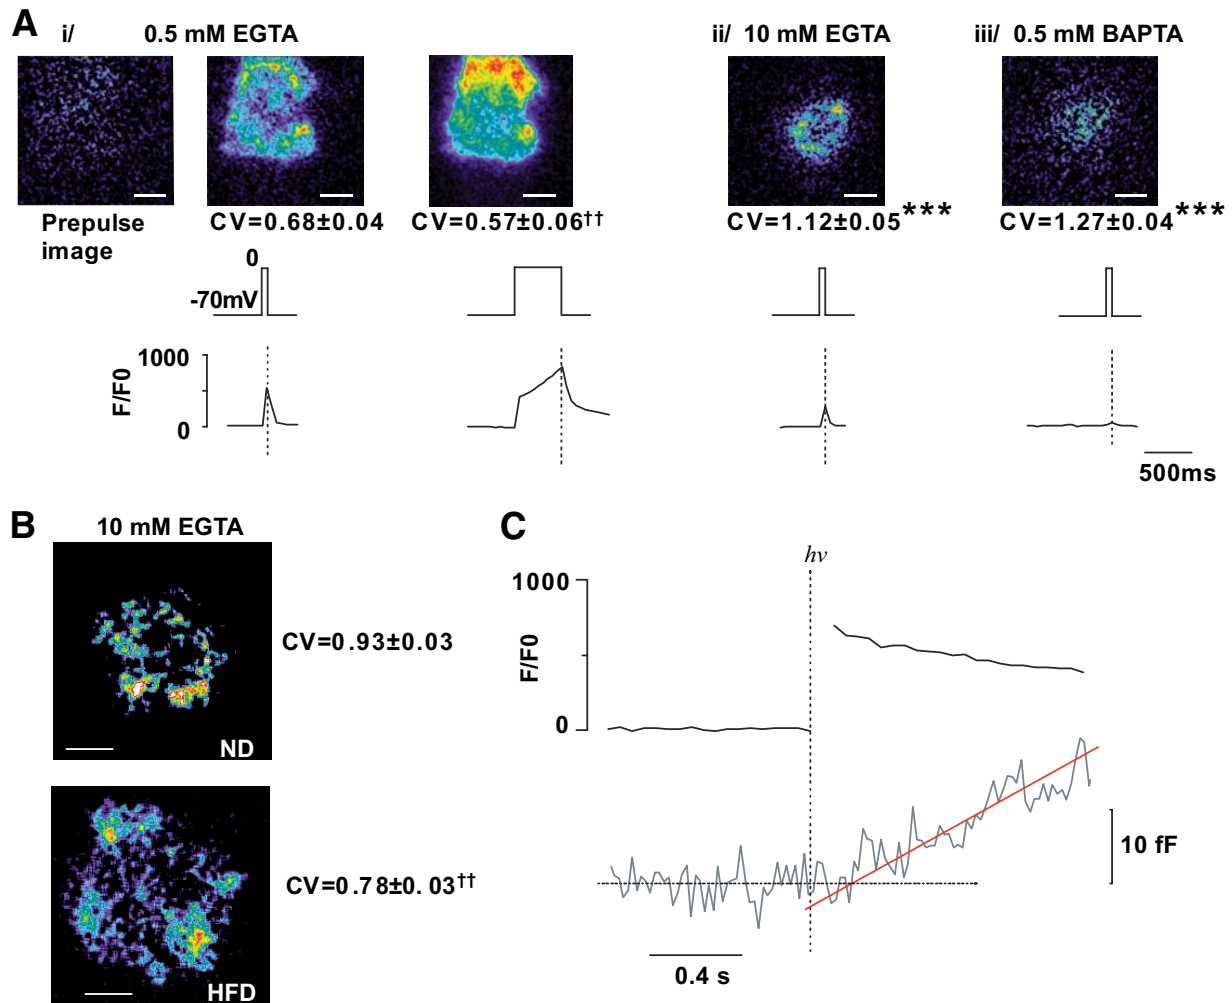 A
i/ 0.5 mM EGTA
ii/ 10 mM EGTA
iii/ 0.5 mM BAPTA
Prepulse
image
CV=0.68±0.04
CV=0.57±0.06††
CV=1.12±0.05***
CV=1.27±0.04***
0
-70mV
1000
F/F0
0
500ms
B
10 mM EGTA
CV=0.93±0.03
ND
CV=0.78±0.03††
HFD
C
hν
1000
F/F0
0
10 fF
0.4 s